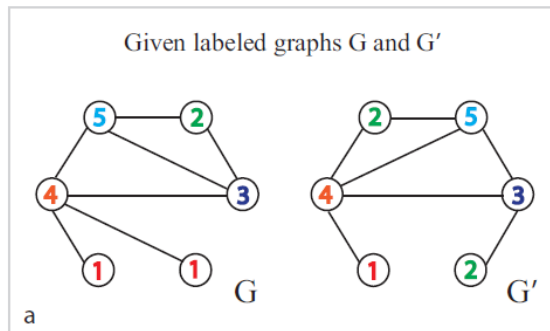 Given labeled graphs G and G′
5 2 2 5
4 3 4 3
1 1 G 1 2 G′
a